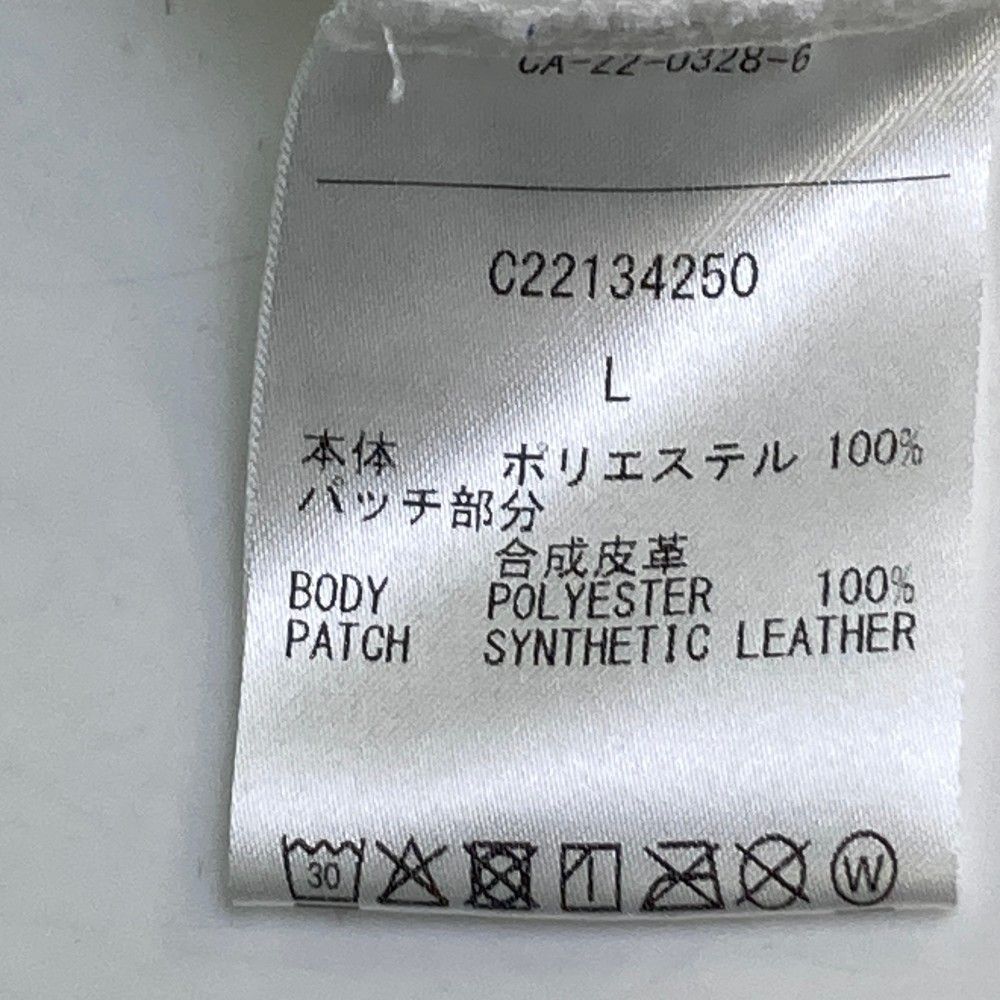 CA-22-0328-6
C22134250
L
本体 ポリエステル 100%
パッチ部分
合成皮革
BODY POLYESTER 100%
PATCH SYNTHETIC LEATHER
30 W